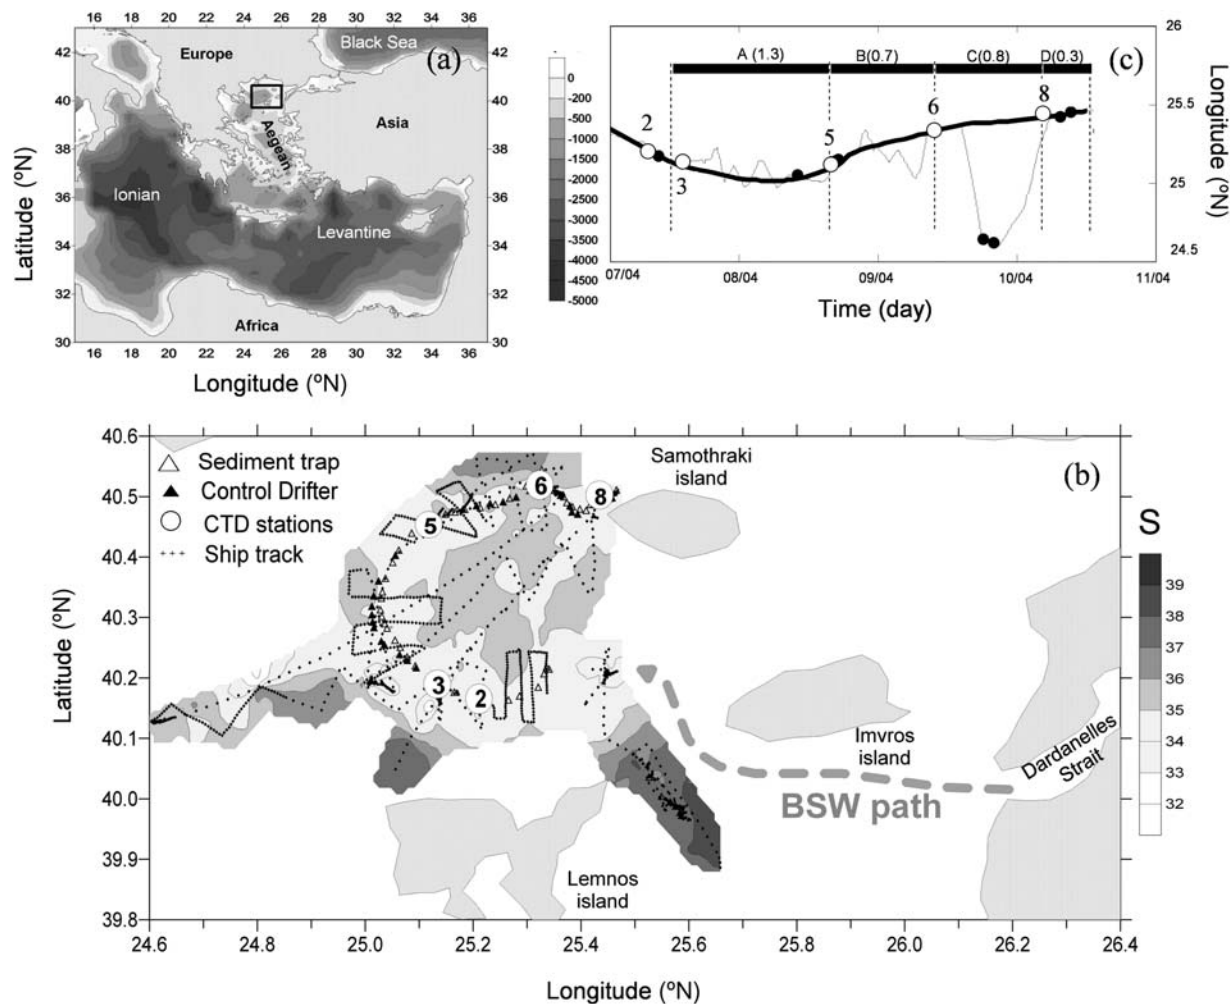 16 18 20 22 24 26 28 30 32 34 36
42
40
38
36
34
32
30
42
40
38
36
34
32
30
16 18 20 22 24 26 28 30 32 34 36
Latitude (ºN)
Longitude (ºN)
Black Sea
Europe
(a)
Asia
Aegean
Ionian
Levantine
Africa
0
-200
-500
-1000
-1500
-2000
-2500
-3000
-3500
-4000
-4500
-5000
A (1.3) B(0.7) C(0.8) D(0.3)
(c)
2
3
5
6
8
26
25.5
25
24.5
Longitude (ºN)
07/04 08/04 09/04 10/04 11/04
Time (day)
40.6
40.5
40.4
40.3
40.2
40.1
40.0
39.9
39.8
Latitude (ºN)
Sediment trap
Control Drifter
CTD stations
Ship track
Samothraki
island
(b)
6
8
5
3
2
Imvros
island
Dardanelles
Strait
BSW path
Lemnos
island
S
39
38
37
36
35
34
33
32
24.6 24.8 25.0 25.2 25.4 25.6 25.8 26.0 26.2 26.4
Longitude (ºN)